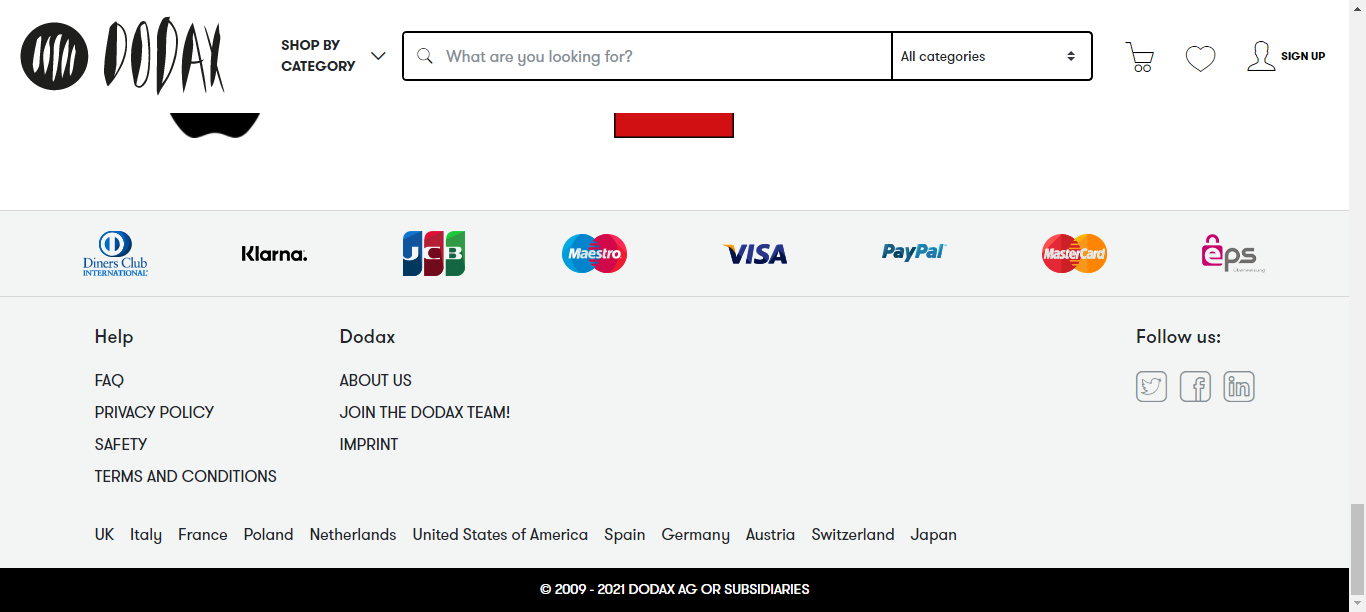 DODAX
SHOP BY
CATEGORY
What are you looking for?
All categories
SIGN UP
Diners Club
INTERNATIONAL
Klarna.
JCB
Maestro
VISA
PayPal
MasterCard
eps
Überweisung
Help
Dodax
Follow us:
FAQ
ABOUT US
PRIVACY POLICY
JOIN THE DODAX TEAM!
SAFETY
IMPRINT
TERMS AND CONDITIONS
UK Italy France Poland Netherlands United States of America Spain Germany Austria Switzerland Japan
© 2009 - 2021 DODAX AG OR SUBSIDIARIES